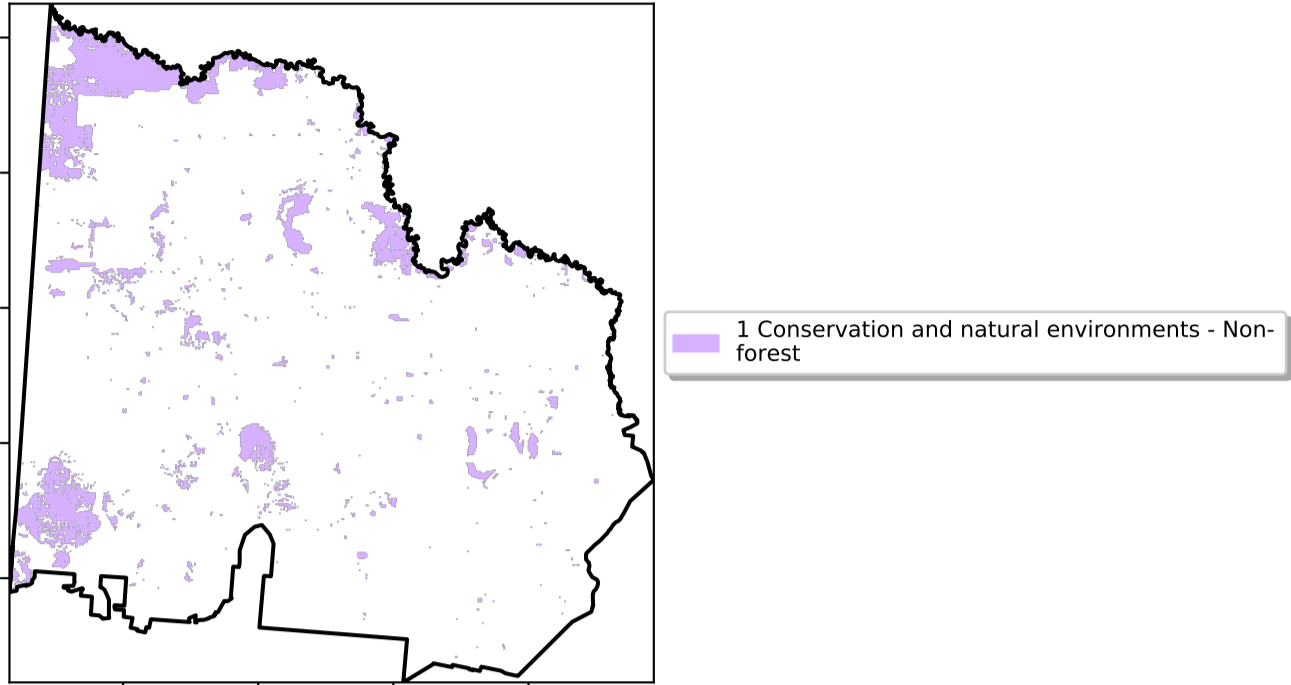 1 Conservation and natural environments - Non-
forest